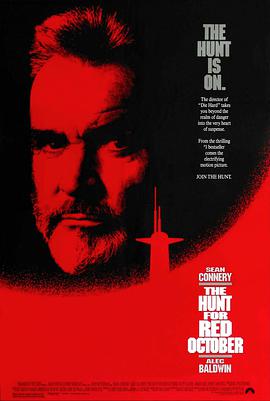 THE
HUNT
IS
ON.
The director of
"Die Hard" takes
you beyond the
realm of danger
into the very heart
of suspense.
From the thrilling
#1 bestseller
comes the
electrifying
motion picture.
JOIN THE HUNT.
SEAN
CONNERY
THE
HUNT
FOR
RED
OCTOBER
ALEC
BALDWIN